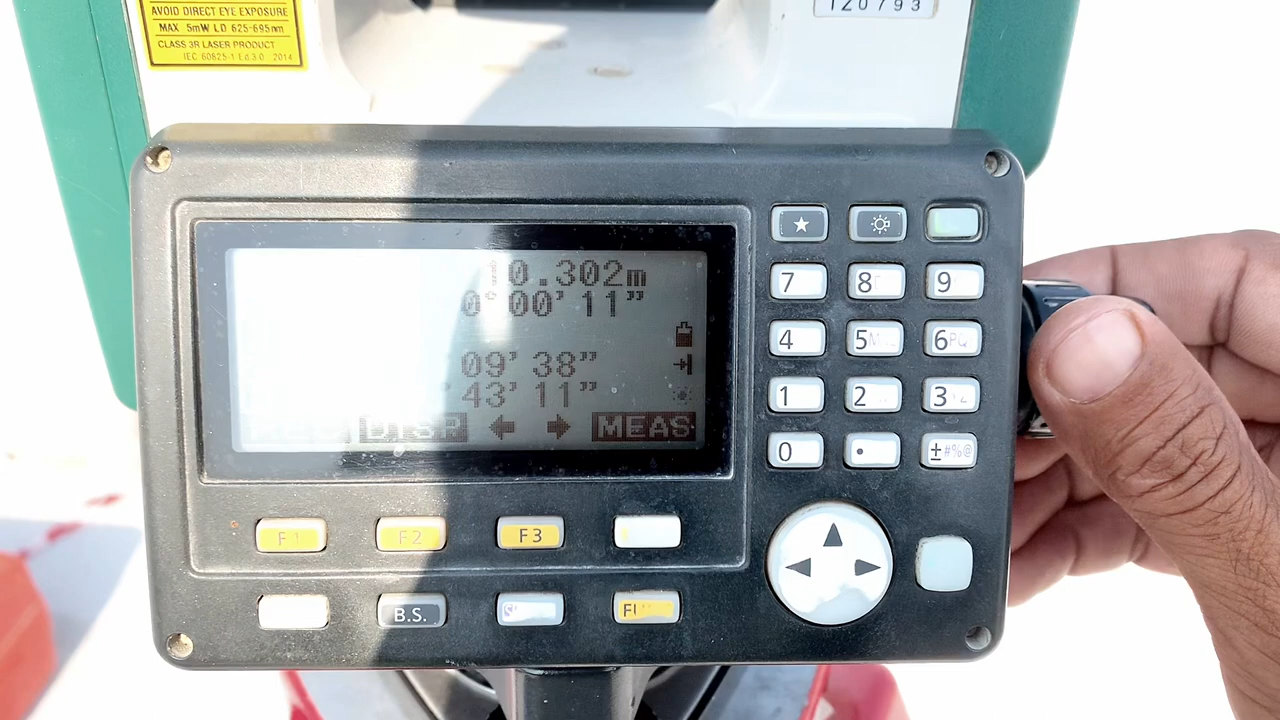 AVOID DIRECT EYE EXPOSURE
MAX 5mW LD 625-695nm
CLASS 3R LASER PRODUCT
IEC 60825-1 Ed.3.0 2014
120793
0.302m
0°00'11"
09'38"
43'11"
DISP ← → MEAS
7 8 9
4 5 6PQ
1 2 3
0 . ±#%@
F1 F2 F3
B.S.